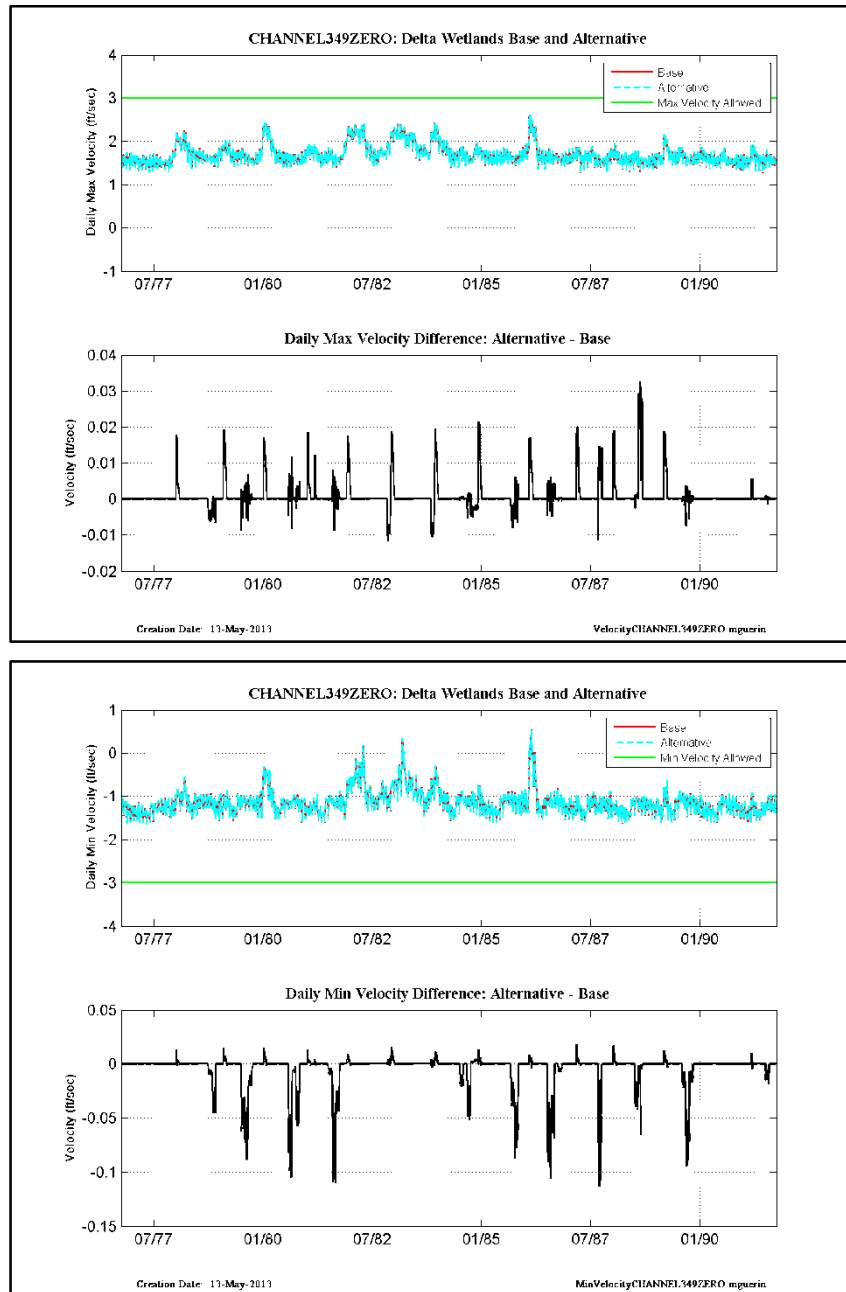 CHANNEL349ZERO: Delta Wetlands Base and Alternative
4
3
2
1
0
-1
Daily Max Velocity (ft/sec)
Base
Alternative
Max Velocity Allowed
07/77 01/80 07/82 01/85 07/87 01/90
Daily Max Velocity Difference: Alternative - Base
0.04
0.03
0.02
0.01
0
-0.01
-0.02
Velocity (ft/sec)
07/77 01/80 07/82 01/85 07/87 01/90
Creation Date: 13-May-2013 VelocityCHANNEL349ZERO mguerin
CHANNEL349ZERO: Delta Wetlands Base and Alternative
1
0
-1
-2
-3
-4
Daily Min Velocity (ft/sec)
Base
Alternative
Min Velocity Allowed
07/77 01/80 07/82 01/85 07/87 01/90
Daily Min Velocity Difference: Alternative - Base
0.05
0
-0.05
-0.1
-0.15
Velocity (ft/sec)
07/77 01/80 07/82 01/85 07/87 01/90
Creation Date: 13-May-2013 MinVelocityCHANNEL349ZERO mguerin